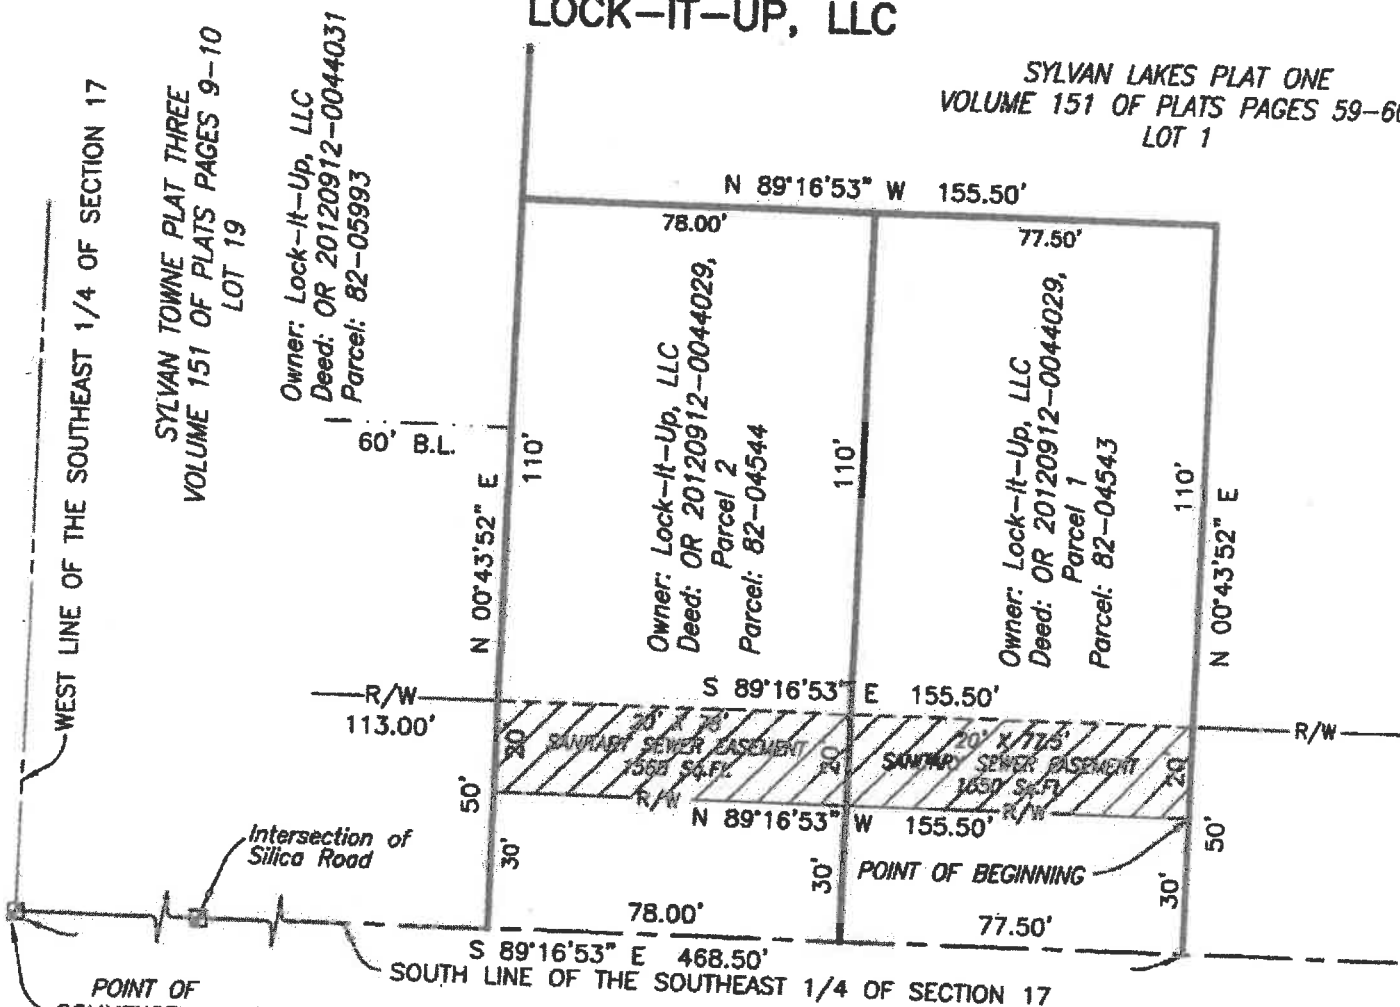 LOCK-IT-UP, LLC
SYLVAN LAKES PLAT ONE
VOLUME 151 OF PLATS PAGES
LOT 1
WEST LINE OF THE SOUTHEAST 1/4 OF SECTION 17
SYLVAN TOWNE PLAT THREE
VOLUME 151 OF PLATS PAGES 9-10
LOT 19
Owner: Lock-It-Up, LLC
Deed: OR 20120912-0044031
Parcel: 82-05993
N 89°16'53" W 155.50'
78.00'
77.50'
60' B.L.
N 00°43'52" E
110'
Owner: Lock-It-Up, LLC
Deed: OR 20120912-0044029,
Parcel 2
Parcel: 82-04544
110'
Owner: Lock-It-Up, LLC
Deed: OR 20120912-0044029,
Parcel 1
Parcel: 82-04543
110'
N 00°43'52" E
R/W
113.00'
S 89°16'53" E 155.50'
R/W
20'
20' X 78'
SANITARY SEWER EASEMENT
20
20' X 77.5'
SANITARY SEWER EASEMENT
20'
R/W
N 89°16'53" W 155.50'
R/W
50'
30'
30'
50'
30'
POINT OF BEGINNING
Intersection of
Silica Road
78.00'
77.50'
S 89°16'53" E 468.50'
SOUTH LINE OF THE SOUTHEAST 1/4 OF SECTION 17
POINT OF